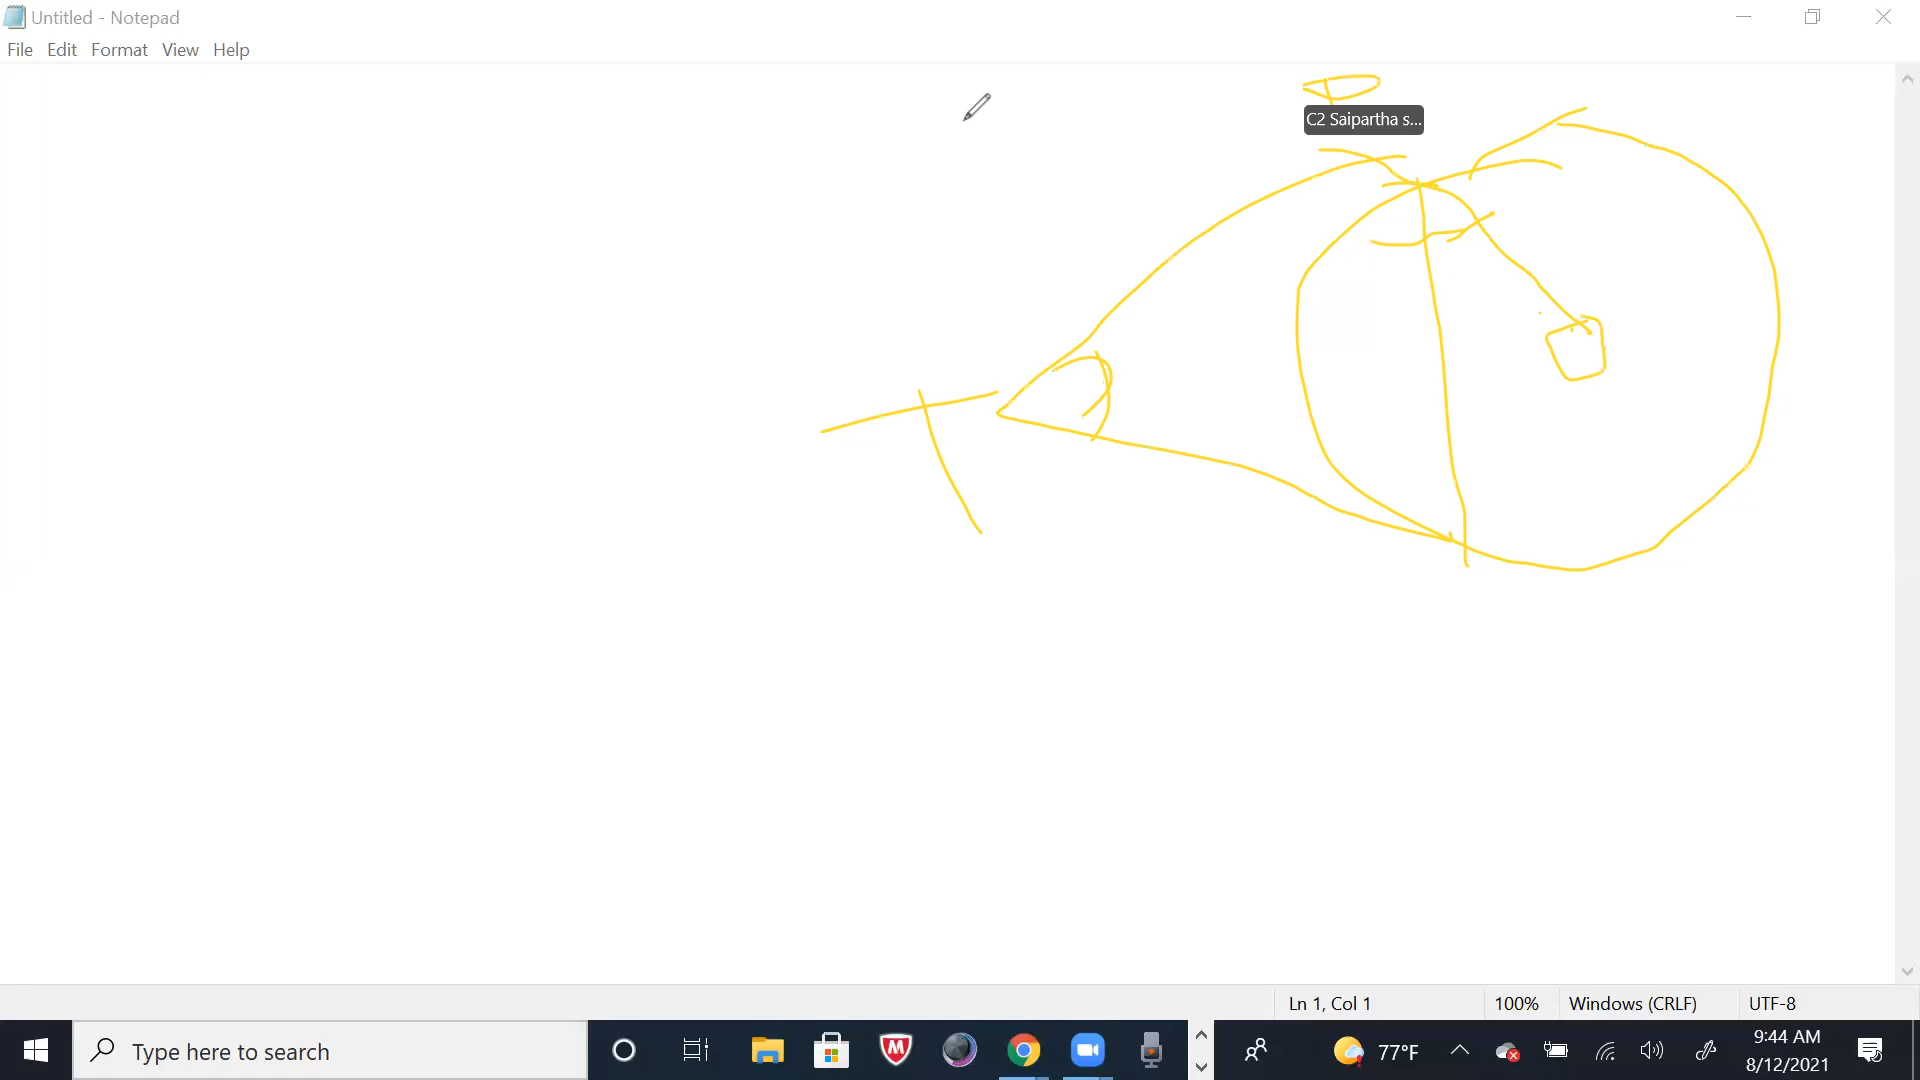 Untitled - Notepad
File Edit Format View Help
D
C2 Saipartha s...
T
Ln 1, Col 1 100% Windows (CRLF) UTF-8
Type here to search
77°F
9:44 AM
8/12/2021